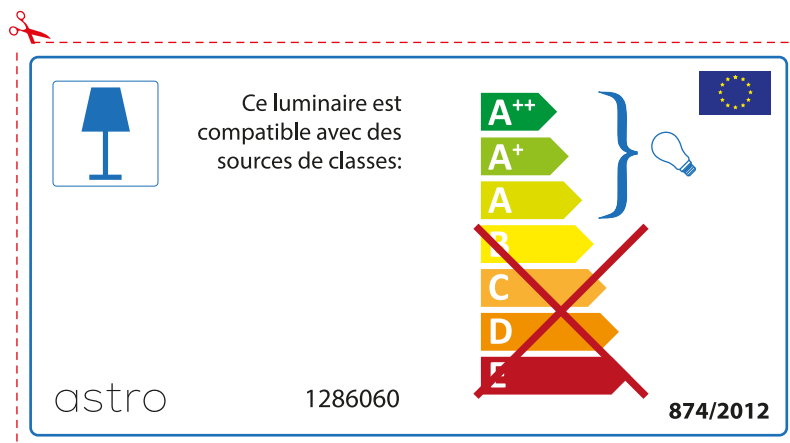 Ce luminaire est
compatible avec des
sources de classes:
A++
A+
A
B
C
D
E
astro
1286060
874/2012